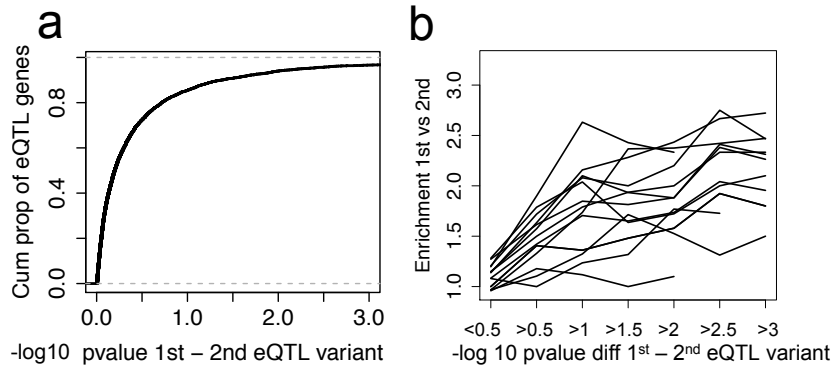 a
Cum prop of eQTL genes
0.0 0.4 0.8
0.0 1.0 2.0 3.0
-log10 pvalue 1st – 2nd eQTL variant
b
Enrichment 1st vs 2nd
1.0 1.5 2.0 2.5 3.0
<0.5 >0.5 >1 >1.5 >2 >2.5 >3
-log 10 pvalue diff 1st – 2nd eQTL variant